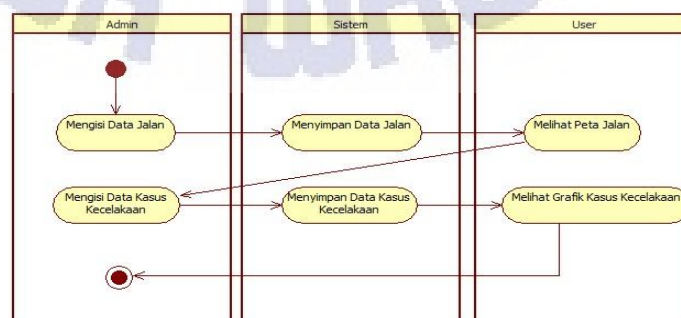 Admin
Sistem
User
Mengisi Data Jalan
Menyimpan Data Jalan
Melihat Peta Jalan
Mengisi Data Kasus
Kecelakaan
Menyimpan Data Kasus
Kecelakaan
Melihat Grafik Kasus Kecelakaan